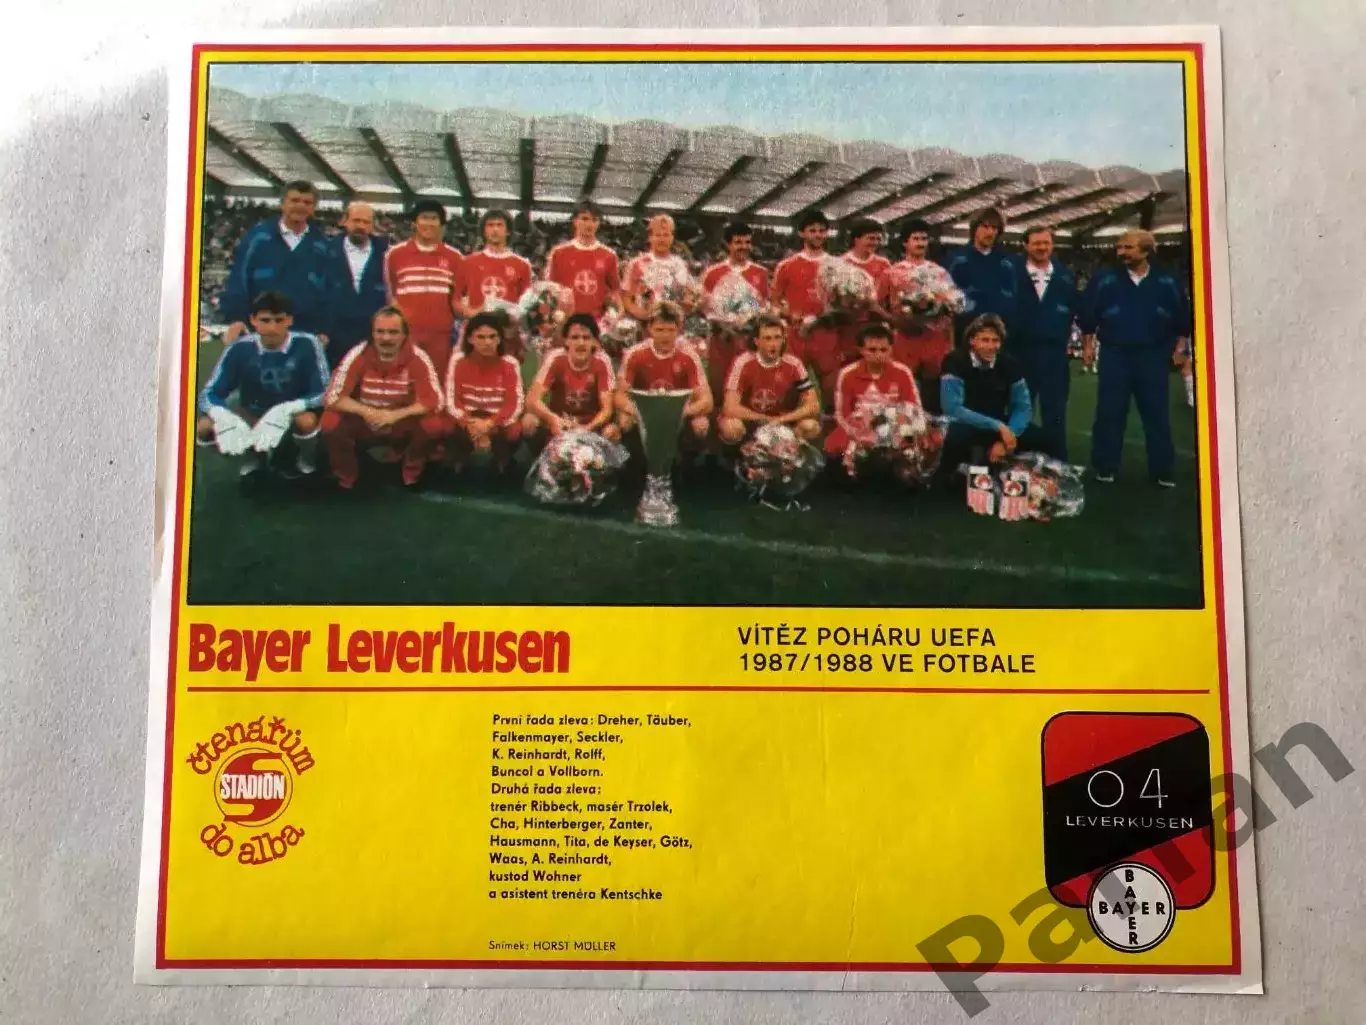 Bayer Leverkusen
VÍTĚZ POHÁRU UEFA
1987/1988 VE FOTBALE
čtenářům
STADIÓN
do alba
První řada zleva: Dreher, Täuber,
Falkenmayer, Seckler,
K. Reinhardt, Rolff,
Buncol a Vollborn.
Druhá řada zleva:
trenér Ribbeck, masér Trzolek,
Cha, Hinterberger, Zanter,
Hausmann, Tita, de Keyser, Götz,
Waas, A. Reinhardt,
kustod Wohner
a asistent trenéra Kentschke
Snímek: HORST MÜLLER
04
LEVERKUSEN
BAYER
BAYER
Parran